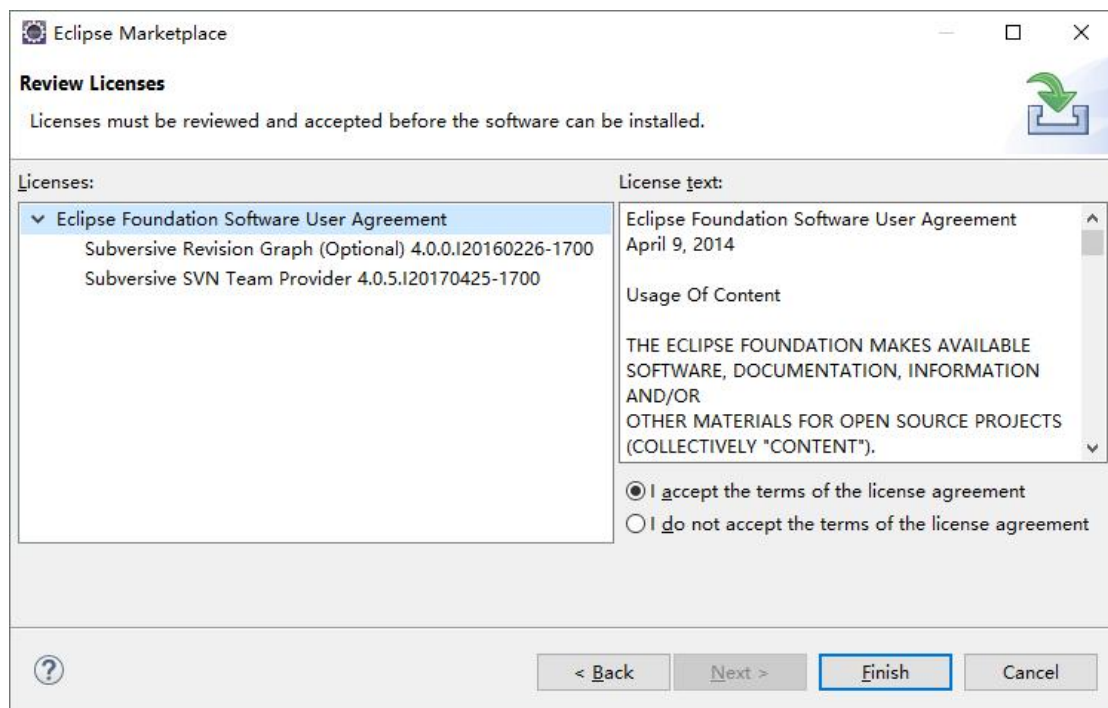 Eclipse Marketplace
Review Licenses
Licenses must be reviewed and accepted before the software can be installed.
Licenses:
Eclipse Foundation Software User Agreement
Subversive Revision Graph (Optional) 4.0.0.I20160226-1700
Subversive SVN Team Provider 4.0.5.I20170425-1700
License text:
Eclipse Foundation Software User Agreement
April 9, 2014
Usage Of Content
THE ECLIPSE FOUNDATION MAKES AVAILABLE
SOFTWARE, DOCUMENTATION, INFORMATION
AND/OR
OTHER MATERIALS FOR OPEN SOURCE PROJECTS
(COLLECTIVELY "CONTENT").
I accept the terms of the license agreement
I do not accept the terms of the license agreement
?
< Back
Next >
Finish
Cancel